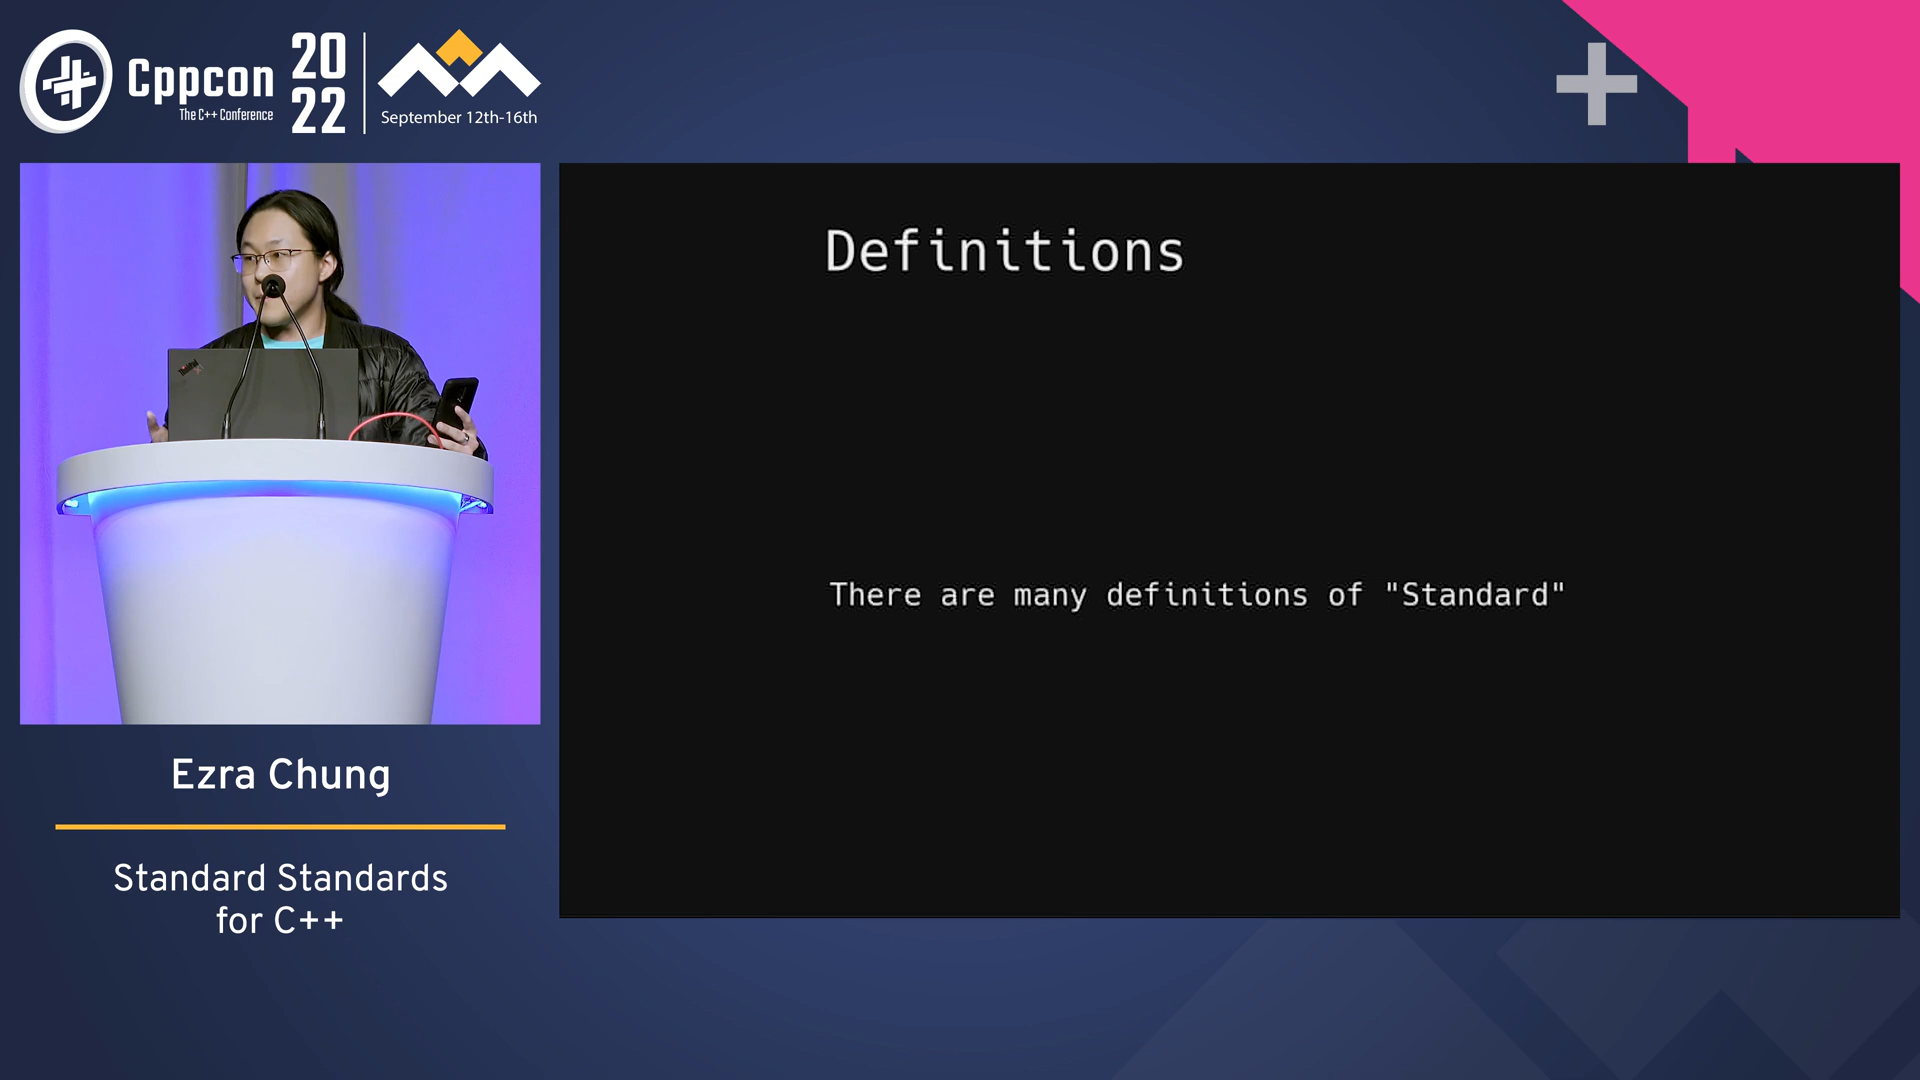 Cppcon
The C++ Conference
20
22
September 12th-16th
Definitions
There are many definitions of "Standard"
ThinkPad
Ezra Chung
Standard Standards
for C++